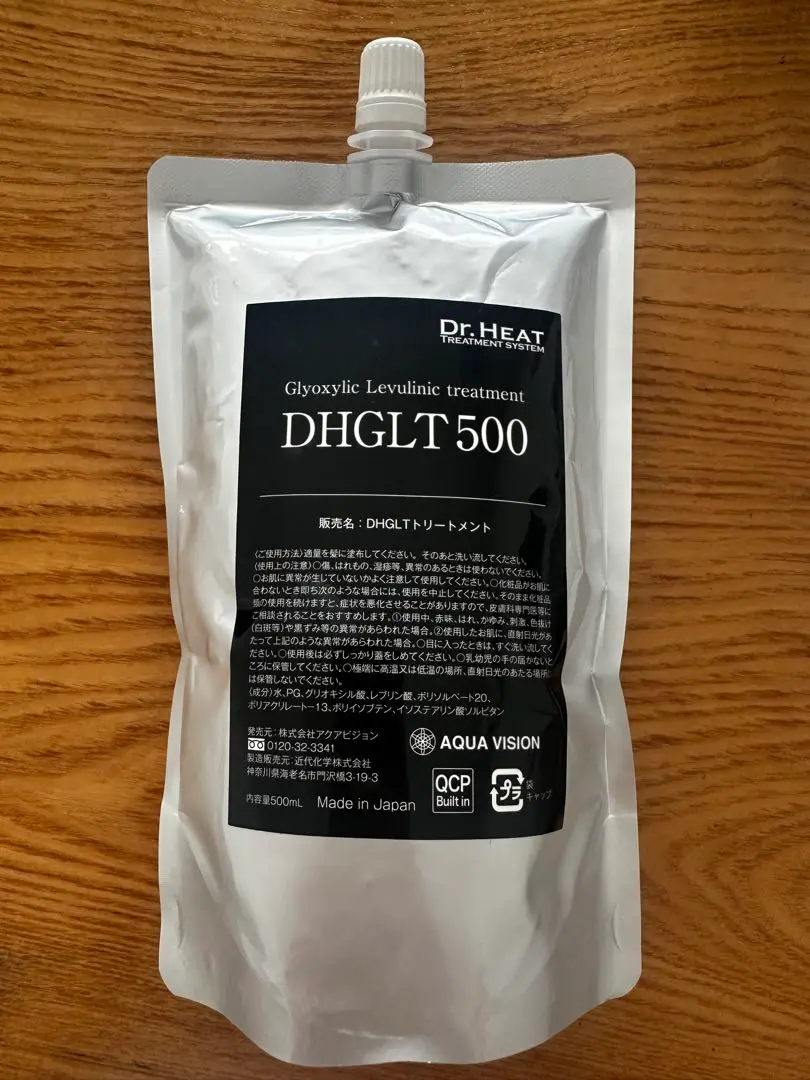 Dr. HEAT
TREATMENT SYSTEM
Glyoxylic Levulinic treatment
DHGLT 500
販売名：DHGLTトリートメント
〈ご使用方法〉適量を髪に塗布してください。そのあと洗い流してください。
〈使用上の注意〉○傷、はれもの、湿疹等、異常のあるときは使わないでください。
○お肌に異常が生じていないかよく注意して使用してください。○化粧品がお肌に
合わないとき即ち次のような場合には、使用を中止してください。そのまま化粧品
類の使用を続けますと、症状を悪化させることがありますので、皮膚科専門医等に
ご相談されることをおすすめします。①使用中、赤味、はれ、かゆみ、刺激、色抜け
(白斑等)や黒ずみ等の異常があらわれた場合。②使用したお肌に、直射日光があ
たって上記のような異常があらわれた場合。○目に入ったときは、すぐ洗い流してく
ださい。○使用後は必ずしっかり蓋をしめてください。○乳幼児の手の届かないと
ころに保管してください。○極端に高温又は低温の場所、直射日光のあたる場所に
は保管しないでください。
〈成分〉水、PG、グリオキシル酸、レブリン酸、ポリソルベート20、
ポリアクリレート－13、ポリイソブテン、イソステアリン酸ソルビタン
発売元：株式会社アクアビジョン
0120-32-3341
製造販売元：近代化学株式会社
神奈川県海老名市門沢橋3-19-3
AQUA VISION
内容量500mL Made in Japan
QCP
Built in
プラ
袋
キャップ